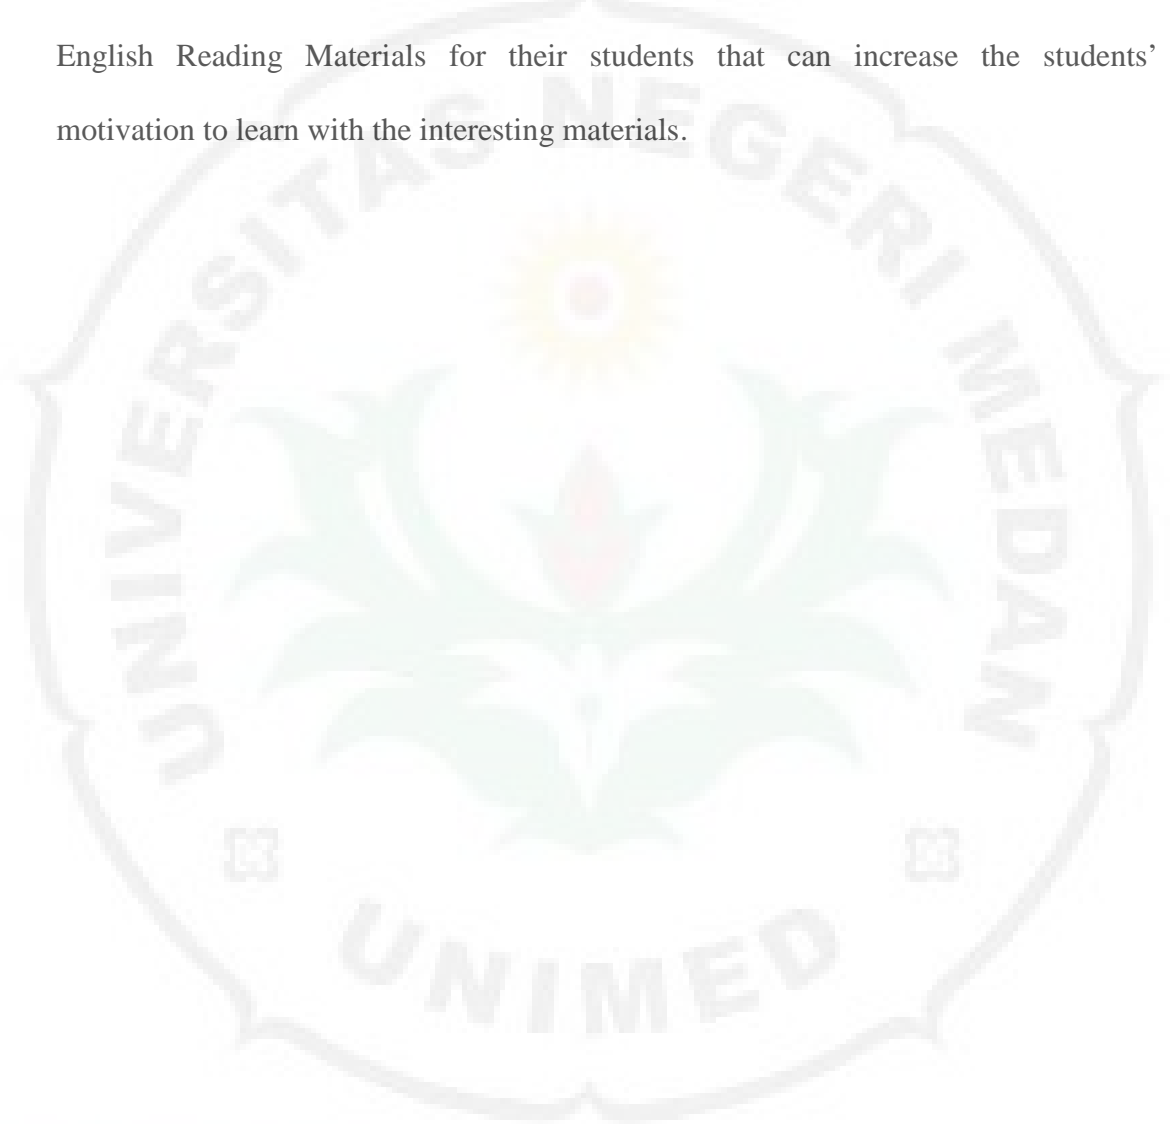 English Reading Materials for their students that can increase the students’
motivation to learn with the interesting materials.
UNIVERSITAS NEGERI MEDAN
UNIMED